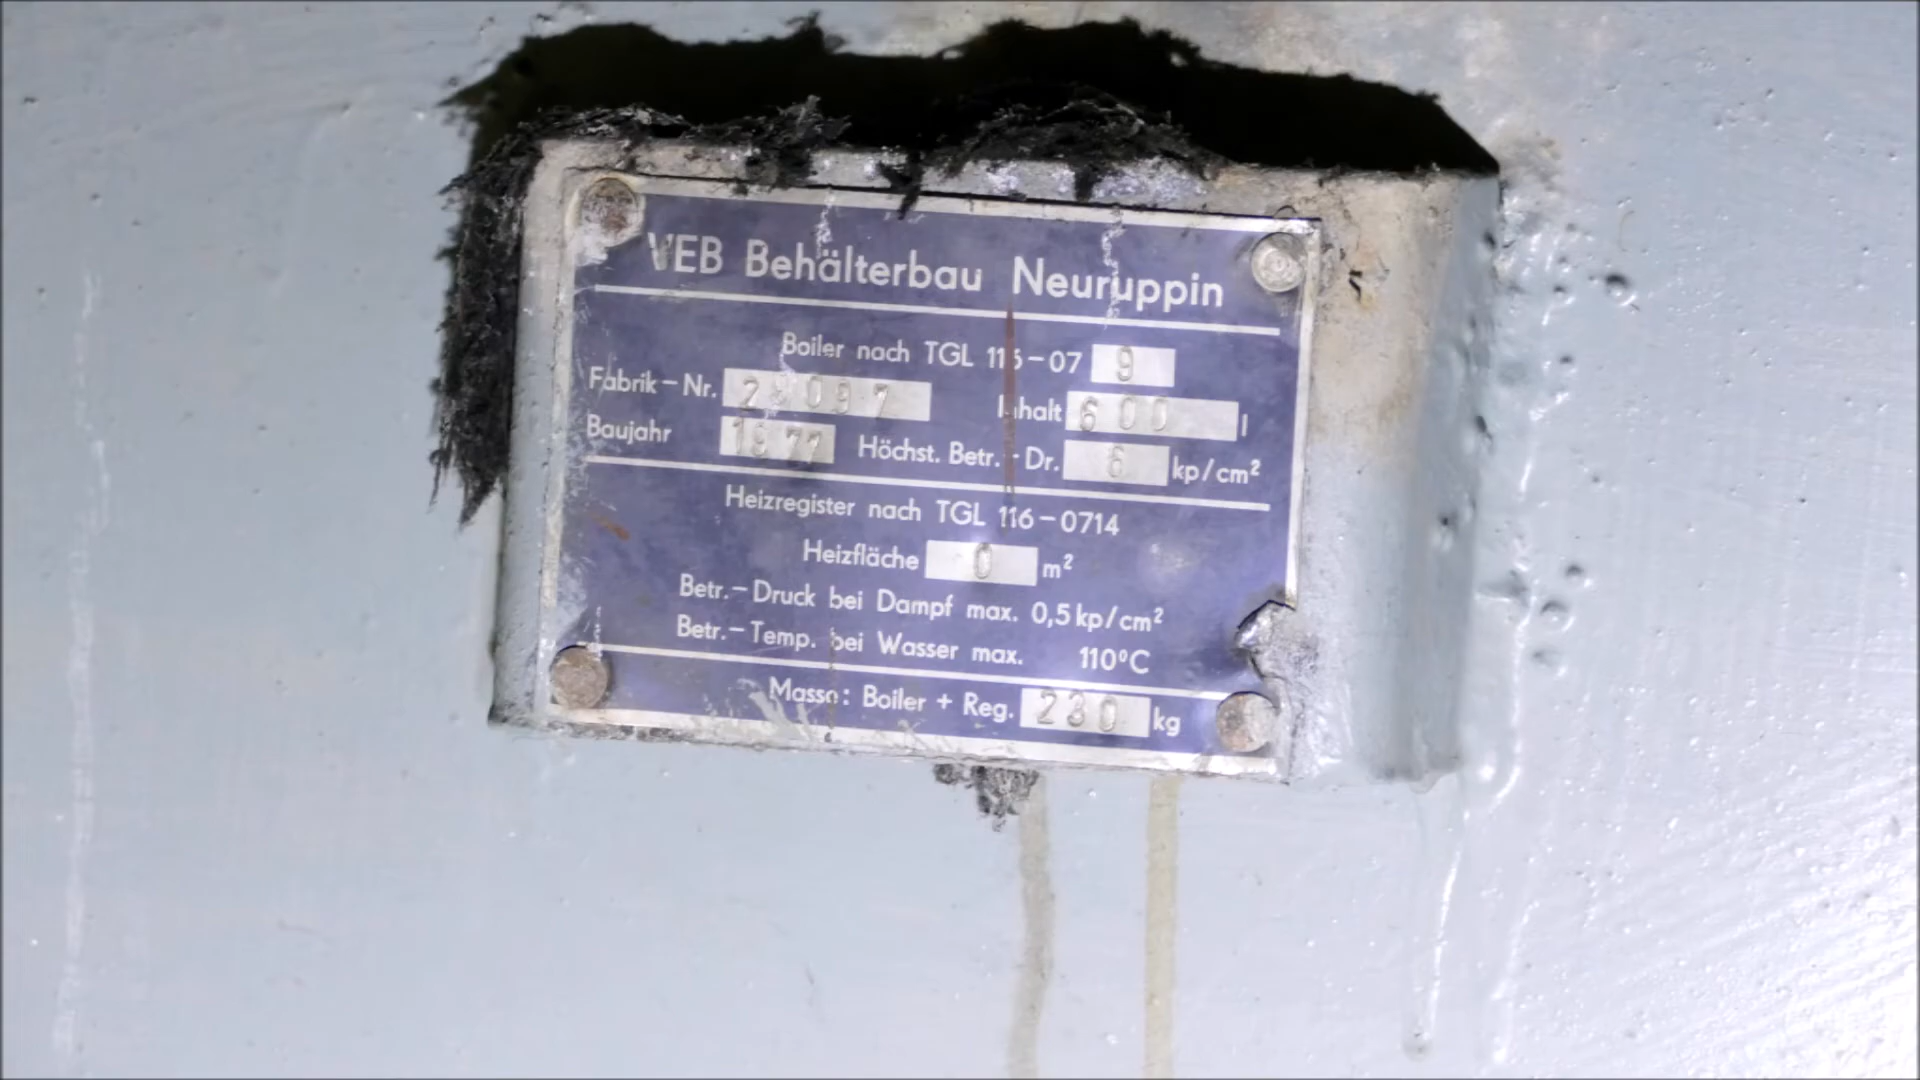 VEB Behälterbau Neuruppin
Boiler nach TGL 116-07 9
Fabrik-Nr. Inhalt 600 l
Baujahr 1977 Höchst. Betr.-Dr. 6 kp/cm²
Heizregister nach TGL 116-0714
Heizfläche 0 m²
Betr.-Druck bei Dampf max. 0,5 kp/cm²
Betr.-Temp. bei Wasser max. 110°C
Masse: Boiler + Reg. 230 kg